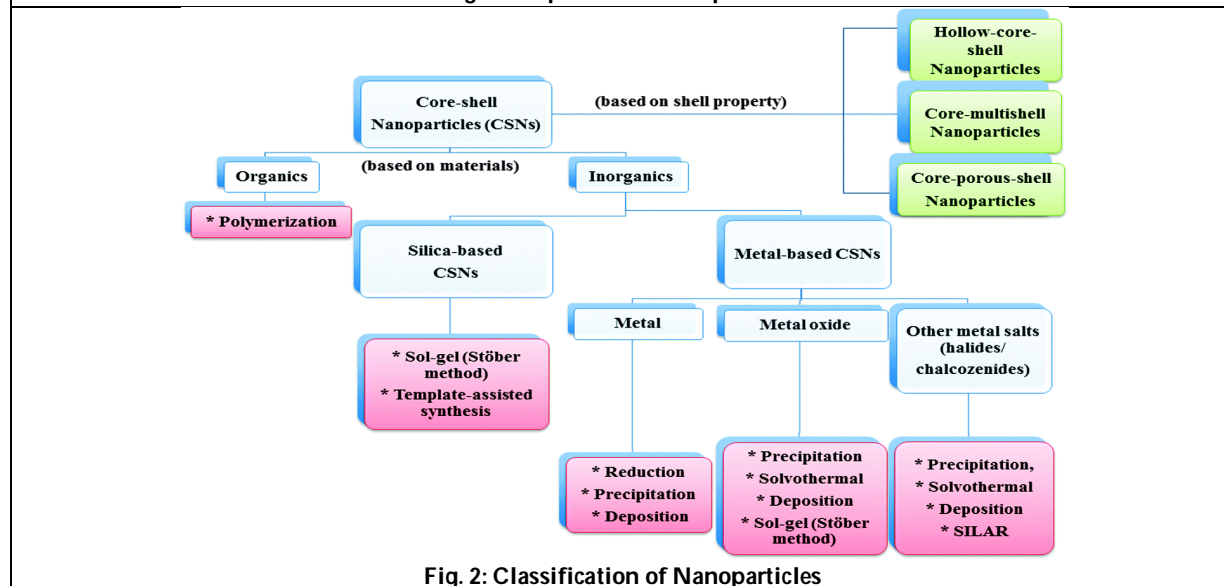 Hollow-core-
shell
Nanoparticles
Core-shell
Nanoparticles (CSNs)
(based on shell property)
Core-multishell
Nanoparticles
(based on materials)
Organics
Inorganics
Core-porous-shell
Nanoparticles
* Polymerization
Silica-based
CSNs
Metal-based CSNs
Metal
Metal oxide
Other metal salts
(halides/
chalcozenides)
* Sol-gel (Stöber
method)
* Template-assisted
synthesis
* Reduction
* Precipitation
* Deposition
* Precipitation
* Solvothermal
* Deposition
* Sol-gel (Stöber
method)
* Precipitation,
* Solvothermal
* Deposition
* SILAR
Fig. 2: Classification of Nanoparticles